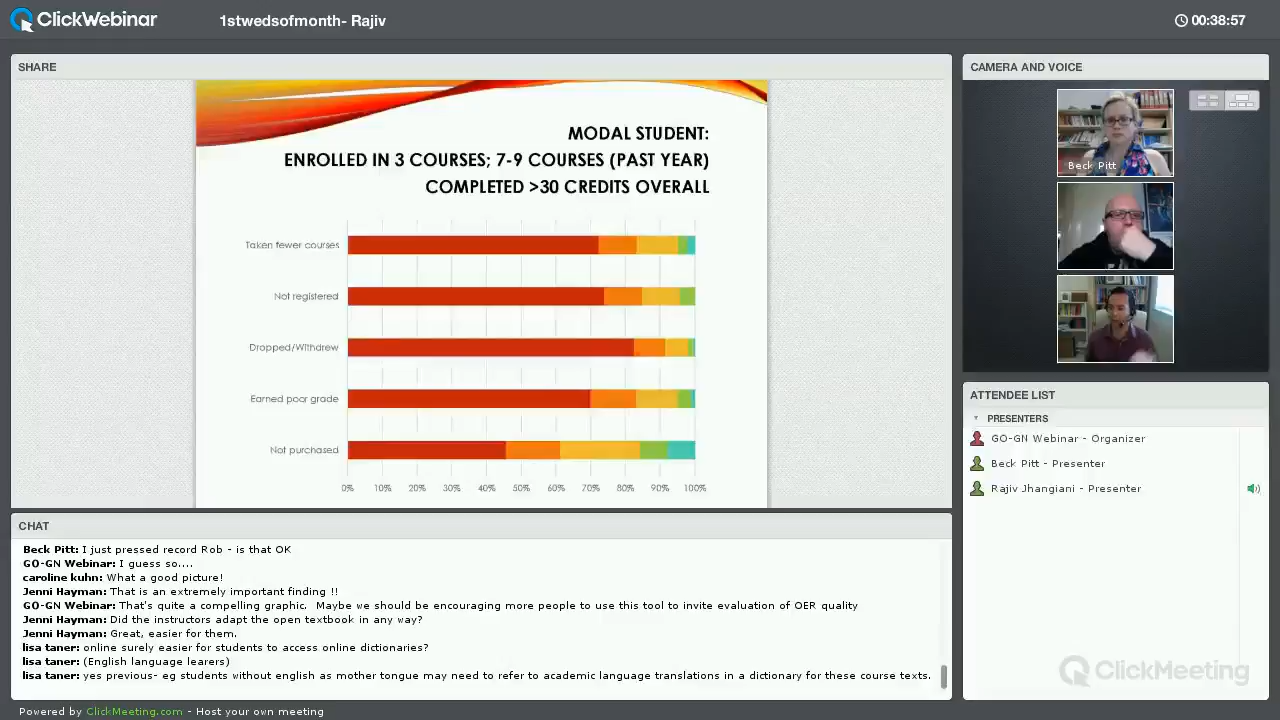 ClickWebinar
1stwedsofmonth- Rajiv
00:38:57
SHARE
MODAL STUDENT:
ENROLLED IN 3 COURSES; 7-9 COURSES (PAST YEAR)
COMPLETED >30 CREDITS OVERALL
Taken fewer courses
Not registered
Dropped/Withdrew
Earned poor grade
Not purchased
0% 10% 20% 30% 40% 50% 60% 70% 80% 90% 100%
CHAT
Beck Pitt: I just pressed record Rob - is that OK
GO-GN Webinar: I guess so....
caroline kuhn: What a good picture!
Jenni Hayman: That is an extremely important finding !!
GO-GN Webinar: That's quite a compelling graphic. Maybe we should be encouraging more people to use this tool to invite evaluation of OER quality
Jenni Hayman: Did the instructors adapt the open textbook in any way?
Jenni Hayman: Great, easier for them.
lisa taner: online surely easier for students to access online dictionaries?
lisa taner: (English language learers)
lisa taner: yes previous- eg students without english as mother tongue may need to refer to academic language translations in a dictionary for these course texts.
CAMERA AND VOICE
Beck Pitt
ATTENDEE LIST
PRESENTERS
GO-GN Webinar - Organizer
Beck Pitt - Presenter
Rajiv Jhangiani - Presenter
ClickMeeting
Powered by ClickMeeting.com - Host your own meeting